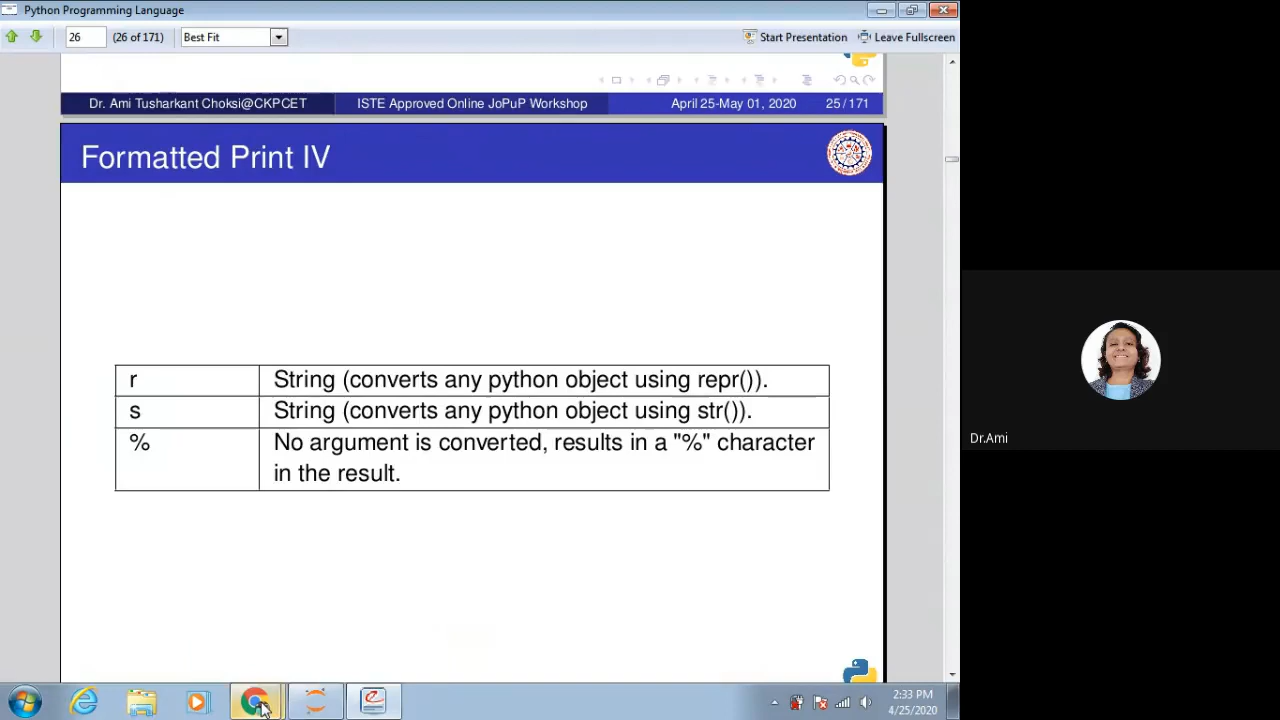 Python Programming Language
26 (26 of 171) Best Fit Start Presentation Leave Fullscreen
Dr. Ami Tusharkant Choksi@CKPCET ISTE Approved Online JoPuP Workshop April 25-May 01, 2020 25 / 171
Formatted Print IV
r String (converts any python object using repr()).
s String (converts any python object using str()).
% No argument is converted, results in a "%" character
in the result.
Dr.Ami
2:33 PM
4/25/2020